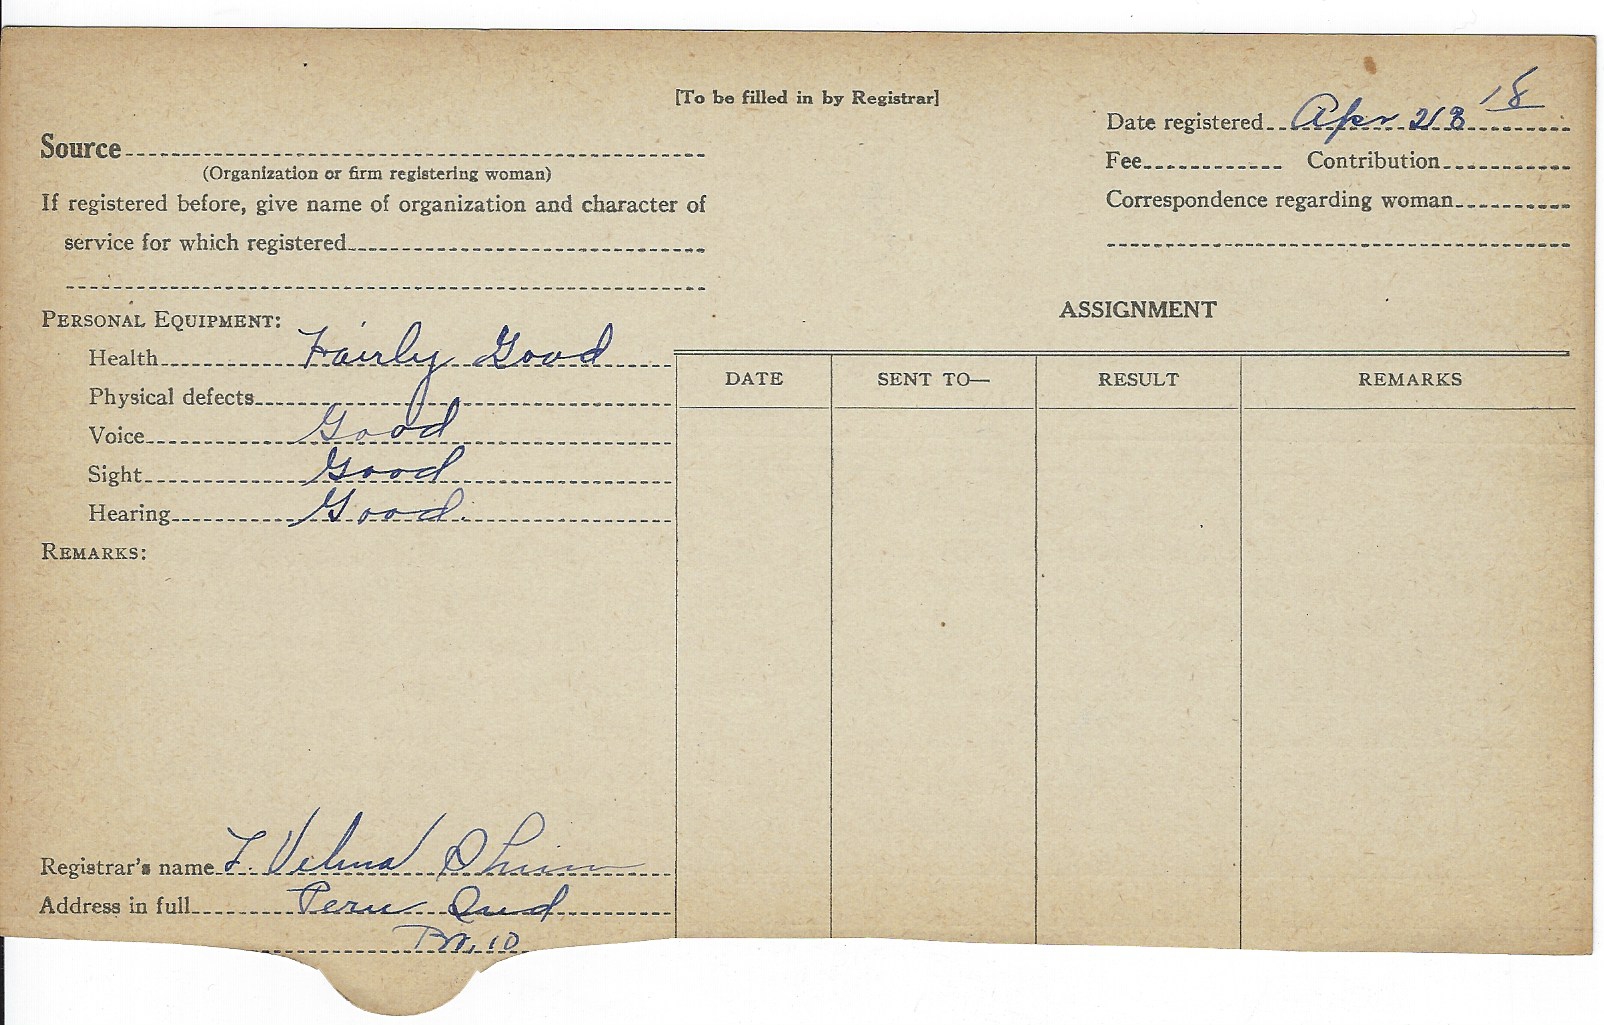 [To be filled in by Registrar]
Date registered Apr 213 18
Source
(Organization or firm registering woman)
Fee Contribution
If registered before, give name of organization and character of
service for which registered
Correspondence regarding woman
PERSONAL EQUIPMENT:
Health Fairly Good
Physical defects
Voice Good
Sight Good
Hearing Good.
REMARKS:
ASSIGNMENT
DATE SENT TO— RESULT REMARKS
Registrar's name Velma
Address in full Peru Ind
10